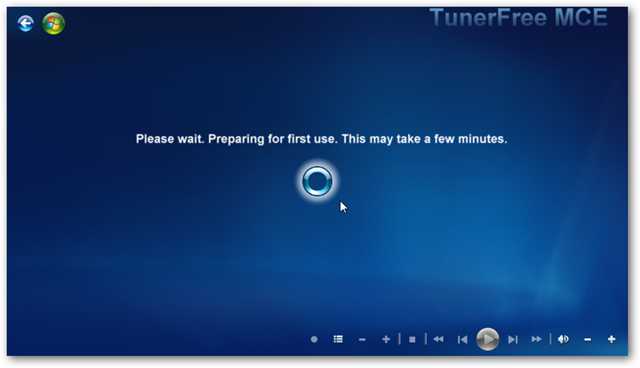 TunerFree MCE
Please wait. Preparing for first use. This may take a few minutes.